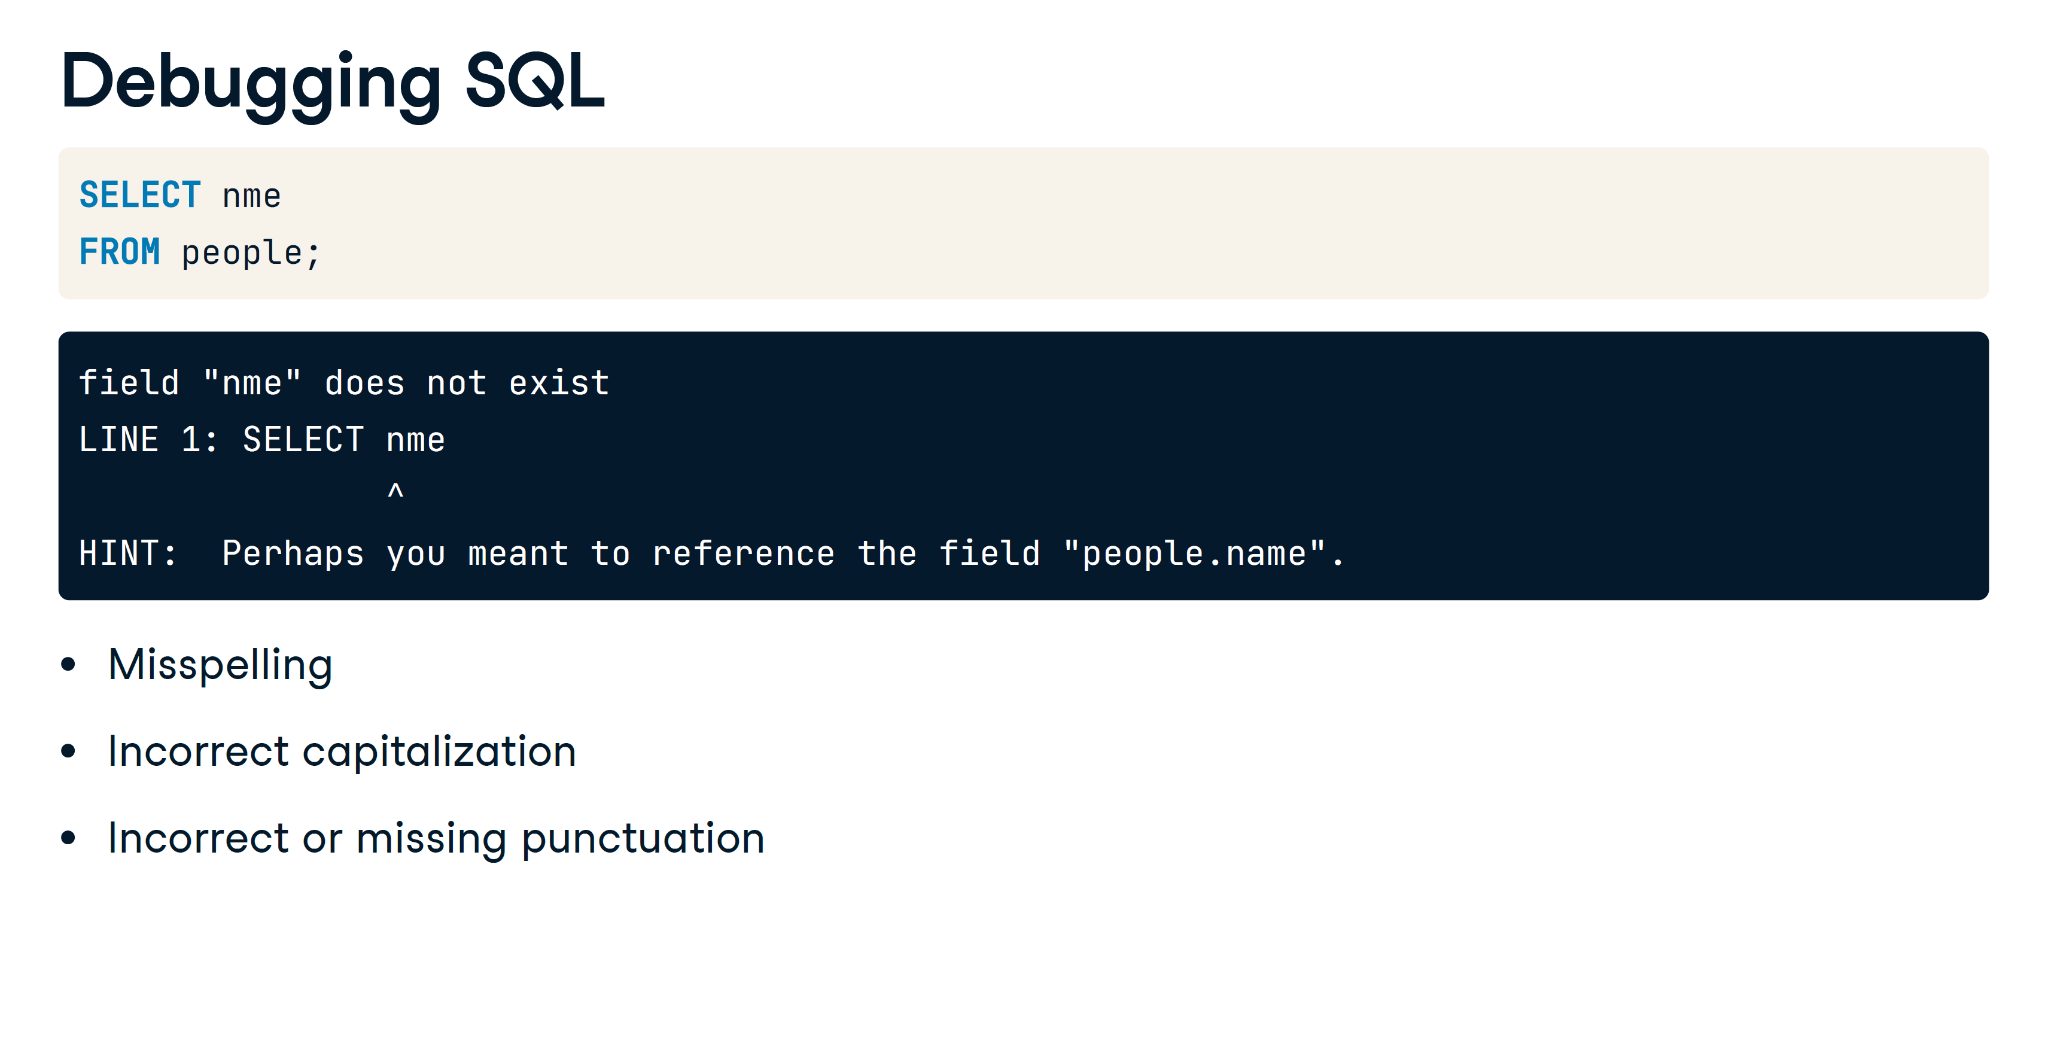 Debugging SQL
SELECT nme
FROM people;
field "nme" does not exist
LINE 1: SELECT nme
^
HINT:  Perhaps you meant to reference the field "people.name".
• Misspelling
• Incorrect capitalization
• Incorrect or missing punctuation